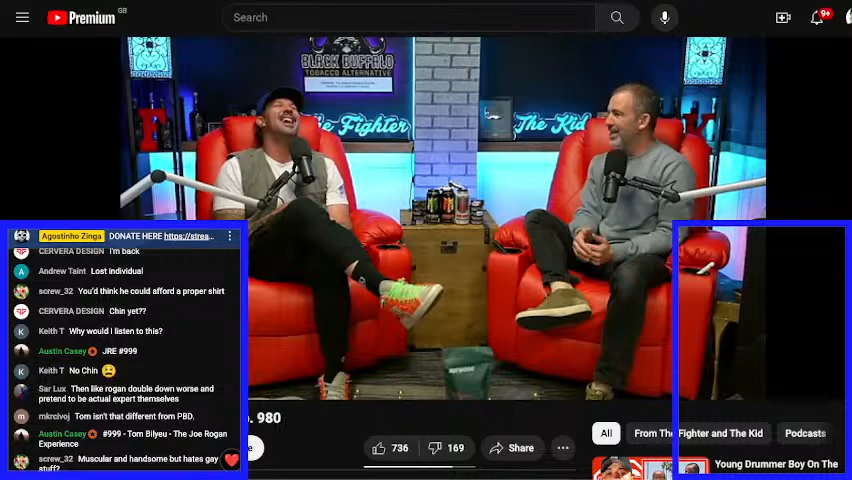 Premium GB
Search
9+
BLACK BUFFALO
TOBACCO ALTERNATIVE
The Fighter
The Kid
Agostinho Zinga DONATE HERE https://strea...
CERVERA DESIGN I'm back
Andrew Taint Lost individual
screw_32 You'd think he could afford a proper shirt
CERVERA DESIGN Chin yet??
Keith T Why would I listen to this?
Austin Casey JRE #999
Keith T No Chin
Sar Lux Then like rogan double down worse and
pretend to be actual expert themselves
mkrcivoj Tom isn't that different from PBD.
Austin Casey #999 - Tom Bilyeu - The Joe Rogan
Experience
screw_32 Muscular and handsome but hates gay
stuff?
. 980
736
169
Share
All
From The Fighter and The Kid
Podcasts
Young Drummer Boy On The